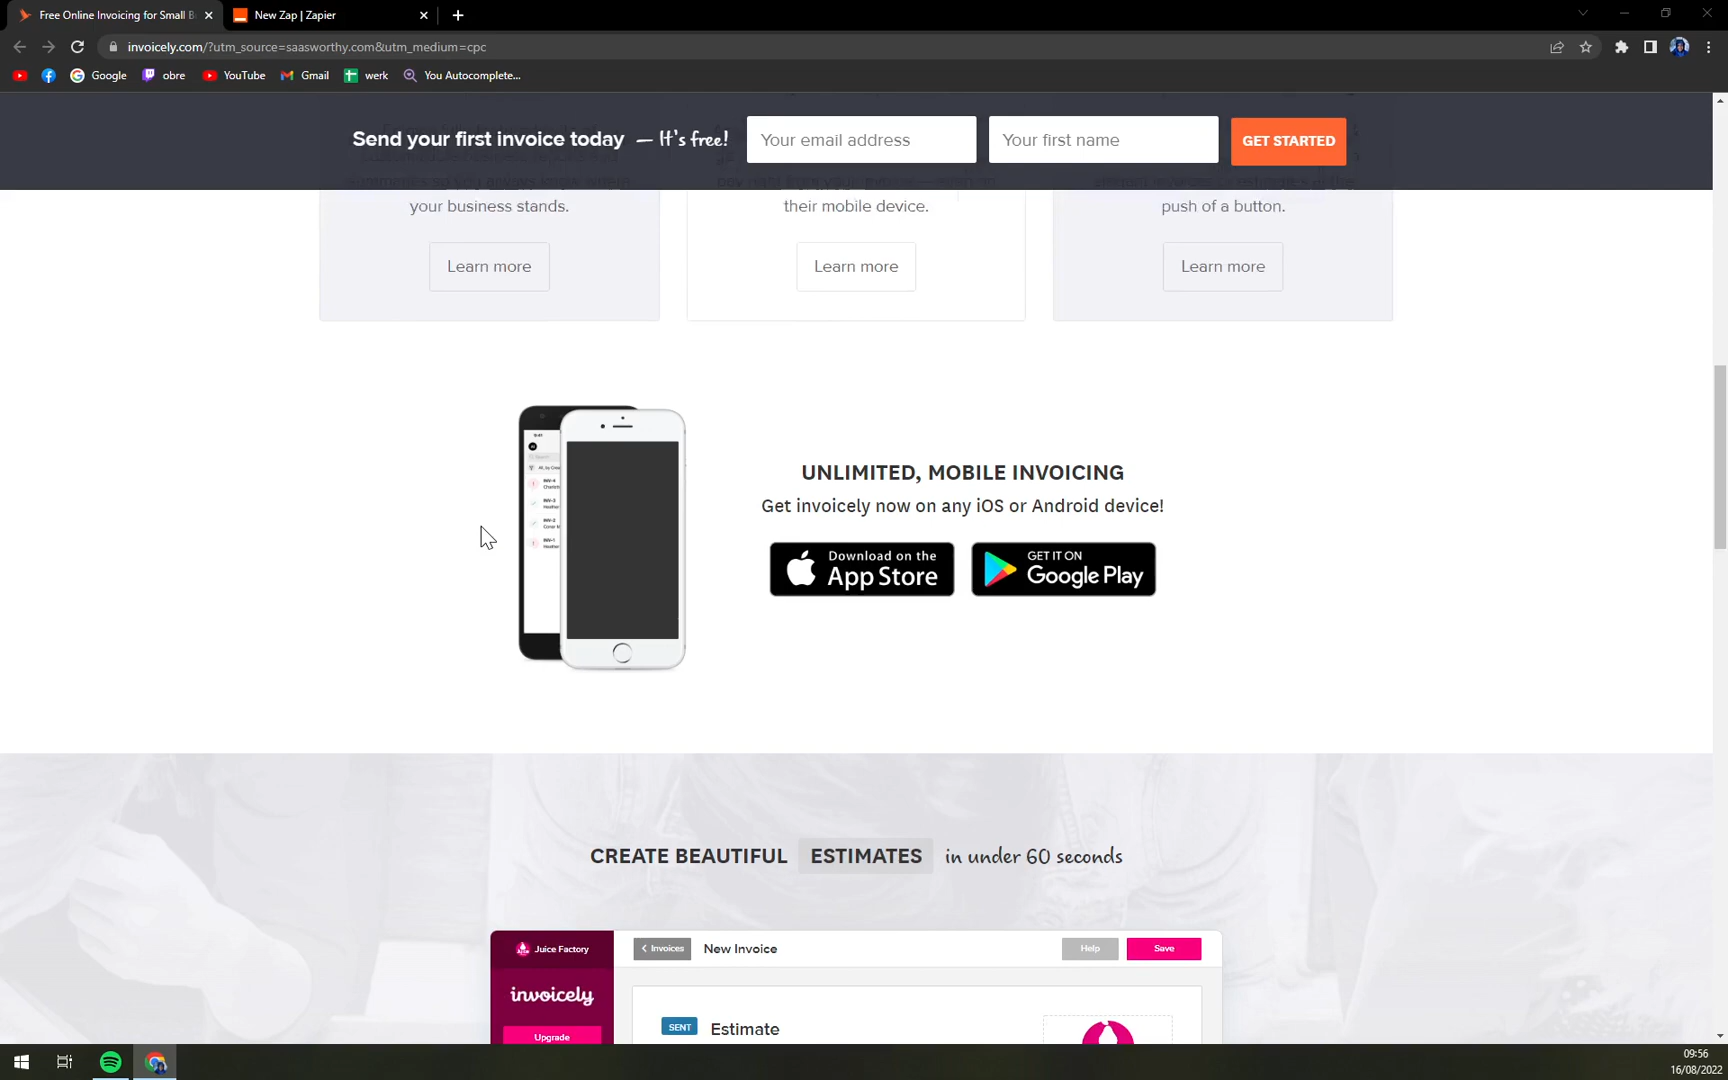 Free Online Invoicing for Small B
New Zap | Zapier
invoicely.com/?utm_source=saasworthy.com&utm_medium=cpc
Google
obre
YouTube
Gmail
werk
You Autocomplete...
Send your first invoice today — It's free!
Your email address
Your first name
GET STARTED
your business stands.
their mobile device.
push of a button.
Learn more
Learn more
Learn more
UNLIMITED, MOBILE INVOICING
Get invoicely now on any iOS or Android device!
Download on the
App Store
GET IT ON
Google Play
CREATE BEAUTIFUL ESTIMATES in under 60 seconds
Juice Factory
Invoices
New Invoice
Help
Save
invoicely
SENT
Estimate
Upgrade
09:56
16/08/2022